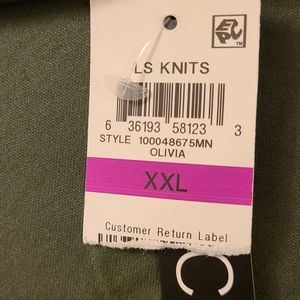 LS KNITS
6 36193 58123 3
STYLE 100048675MN
OLIVIA
XXL
Customer Return Label